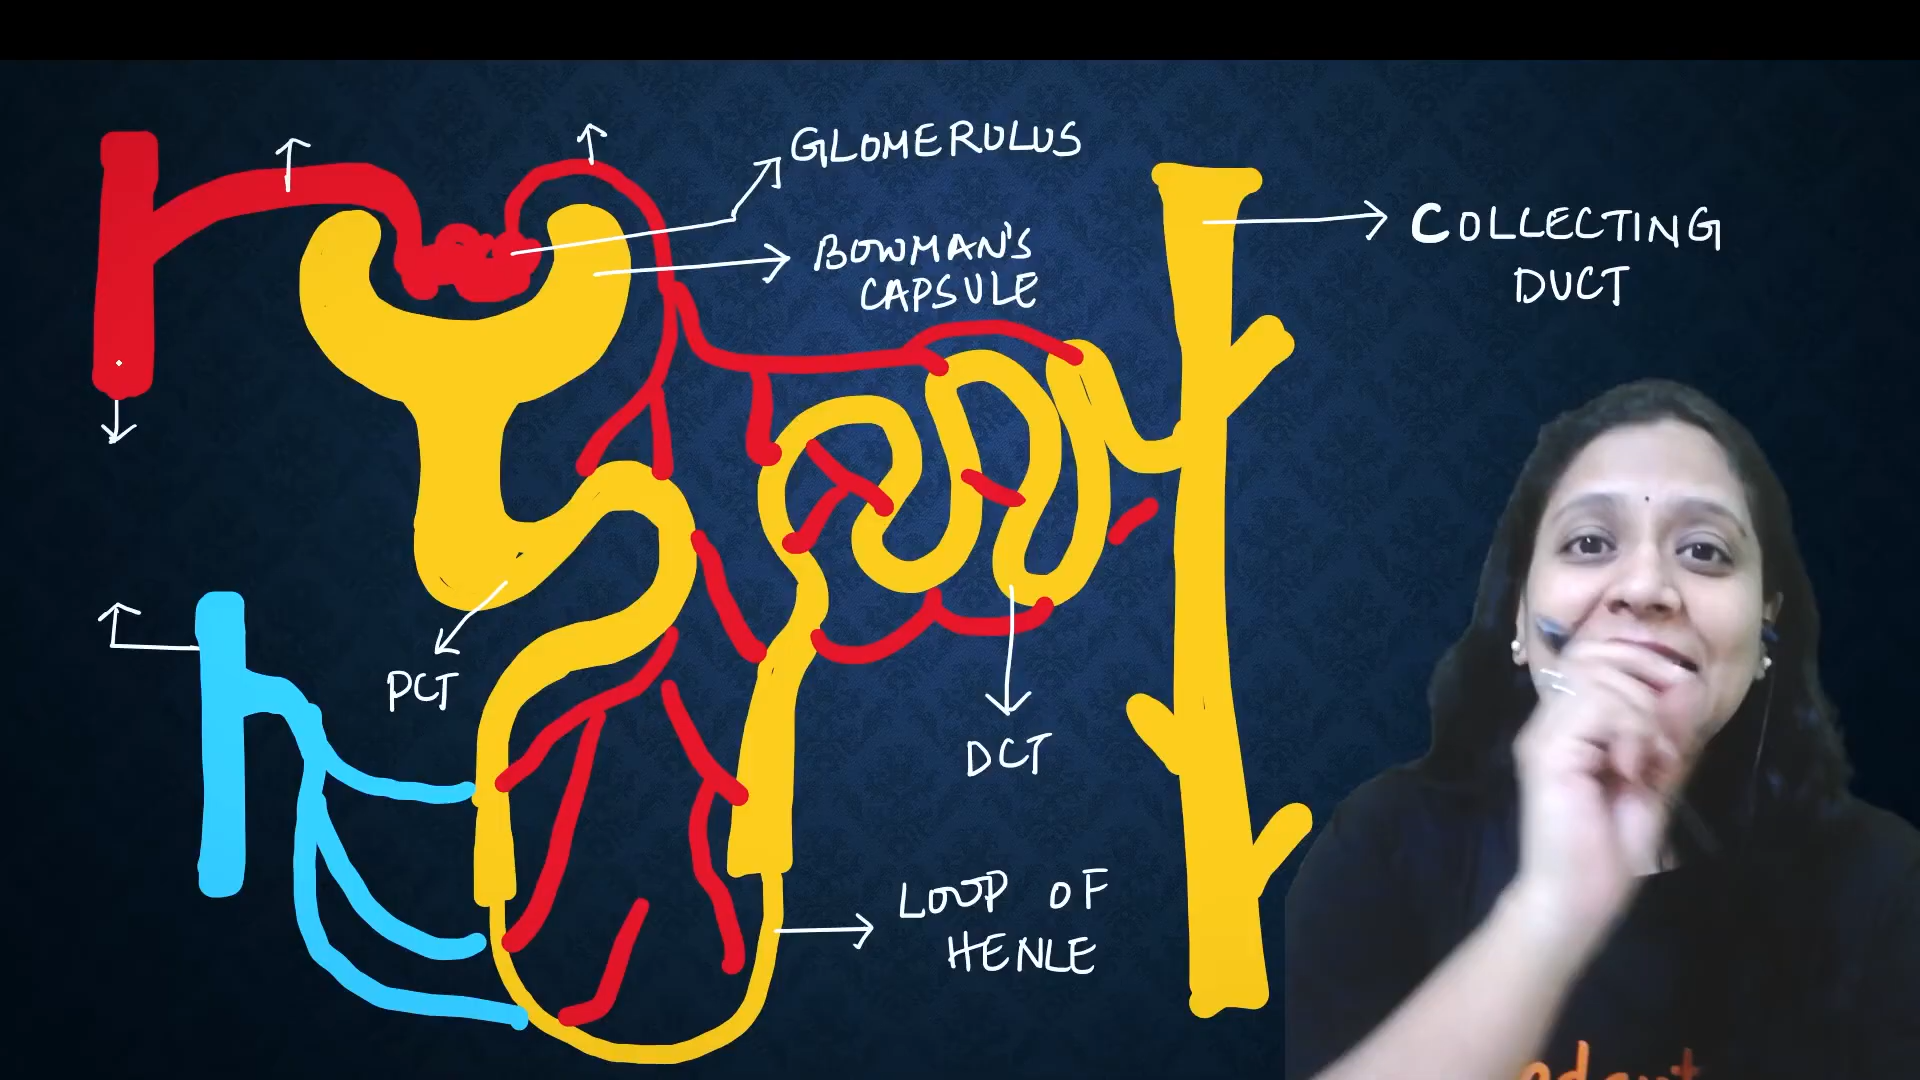 GLOMERULUS
BOWMAN'S
CAPSULE
COLLECTING
DUCT
PCT
DCT
LOOP OF
HENLE